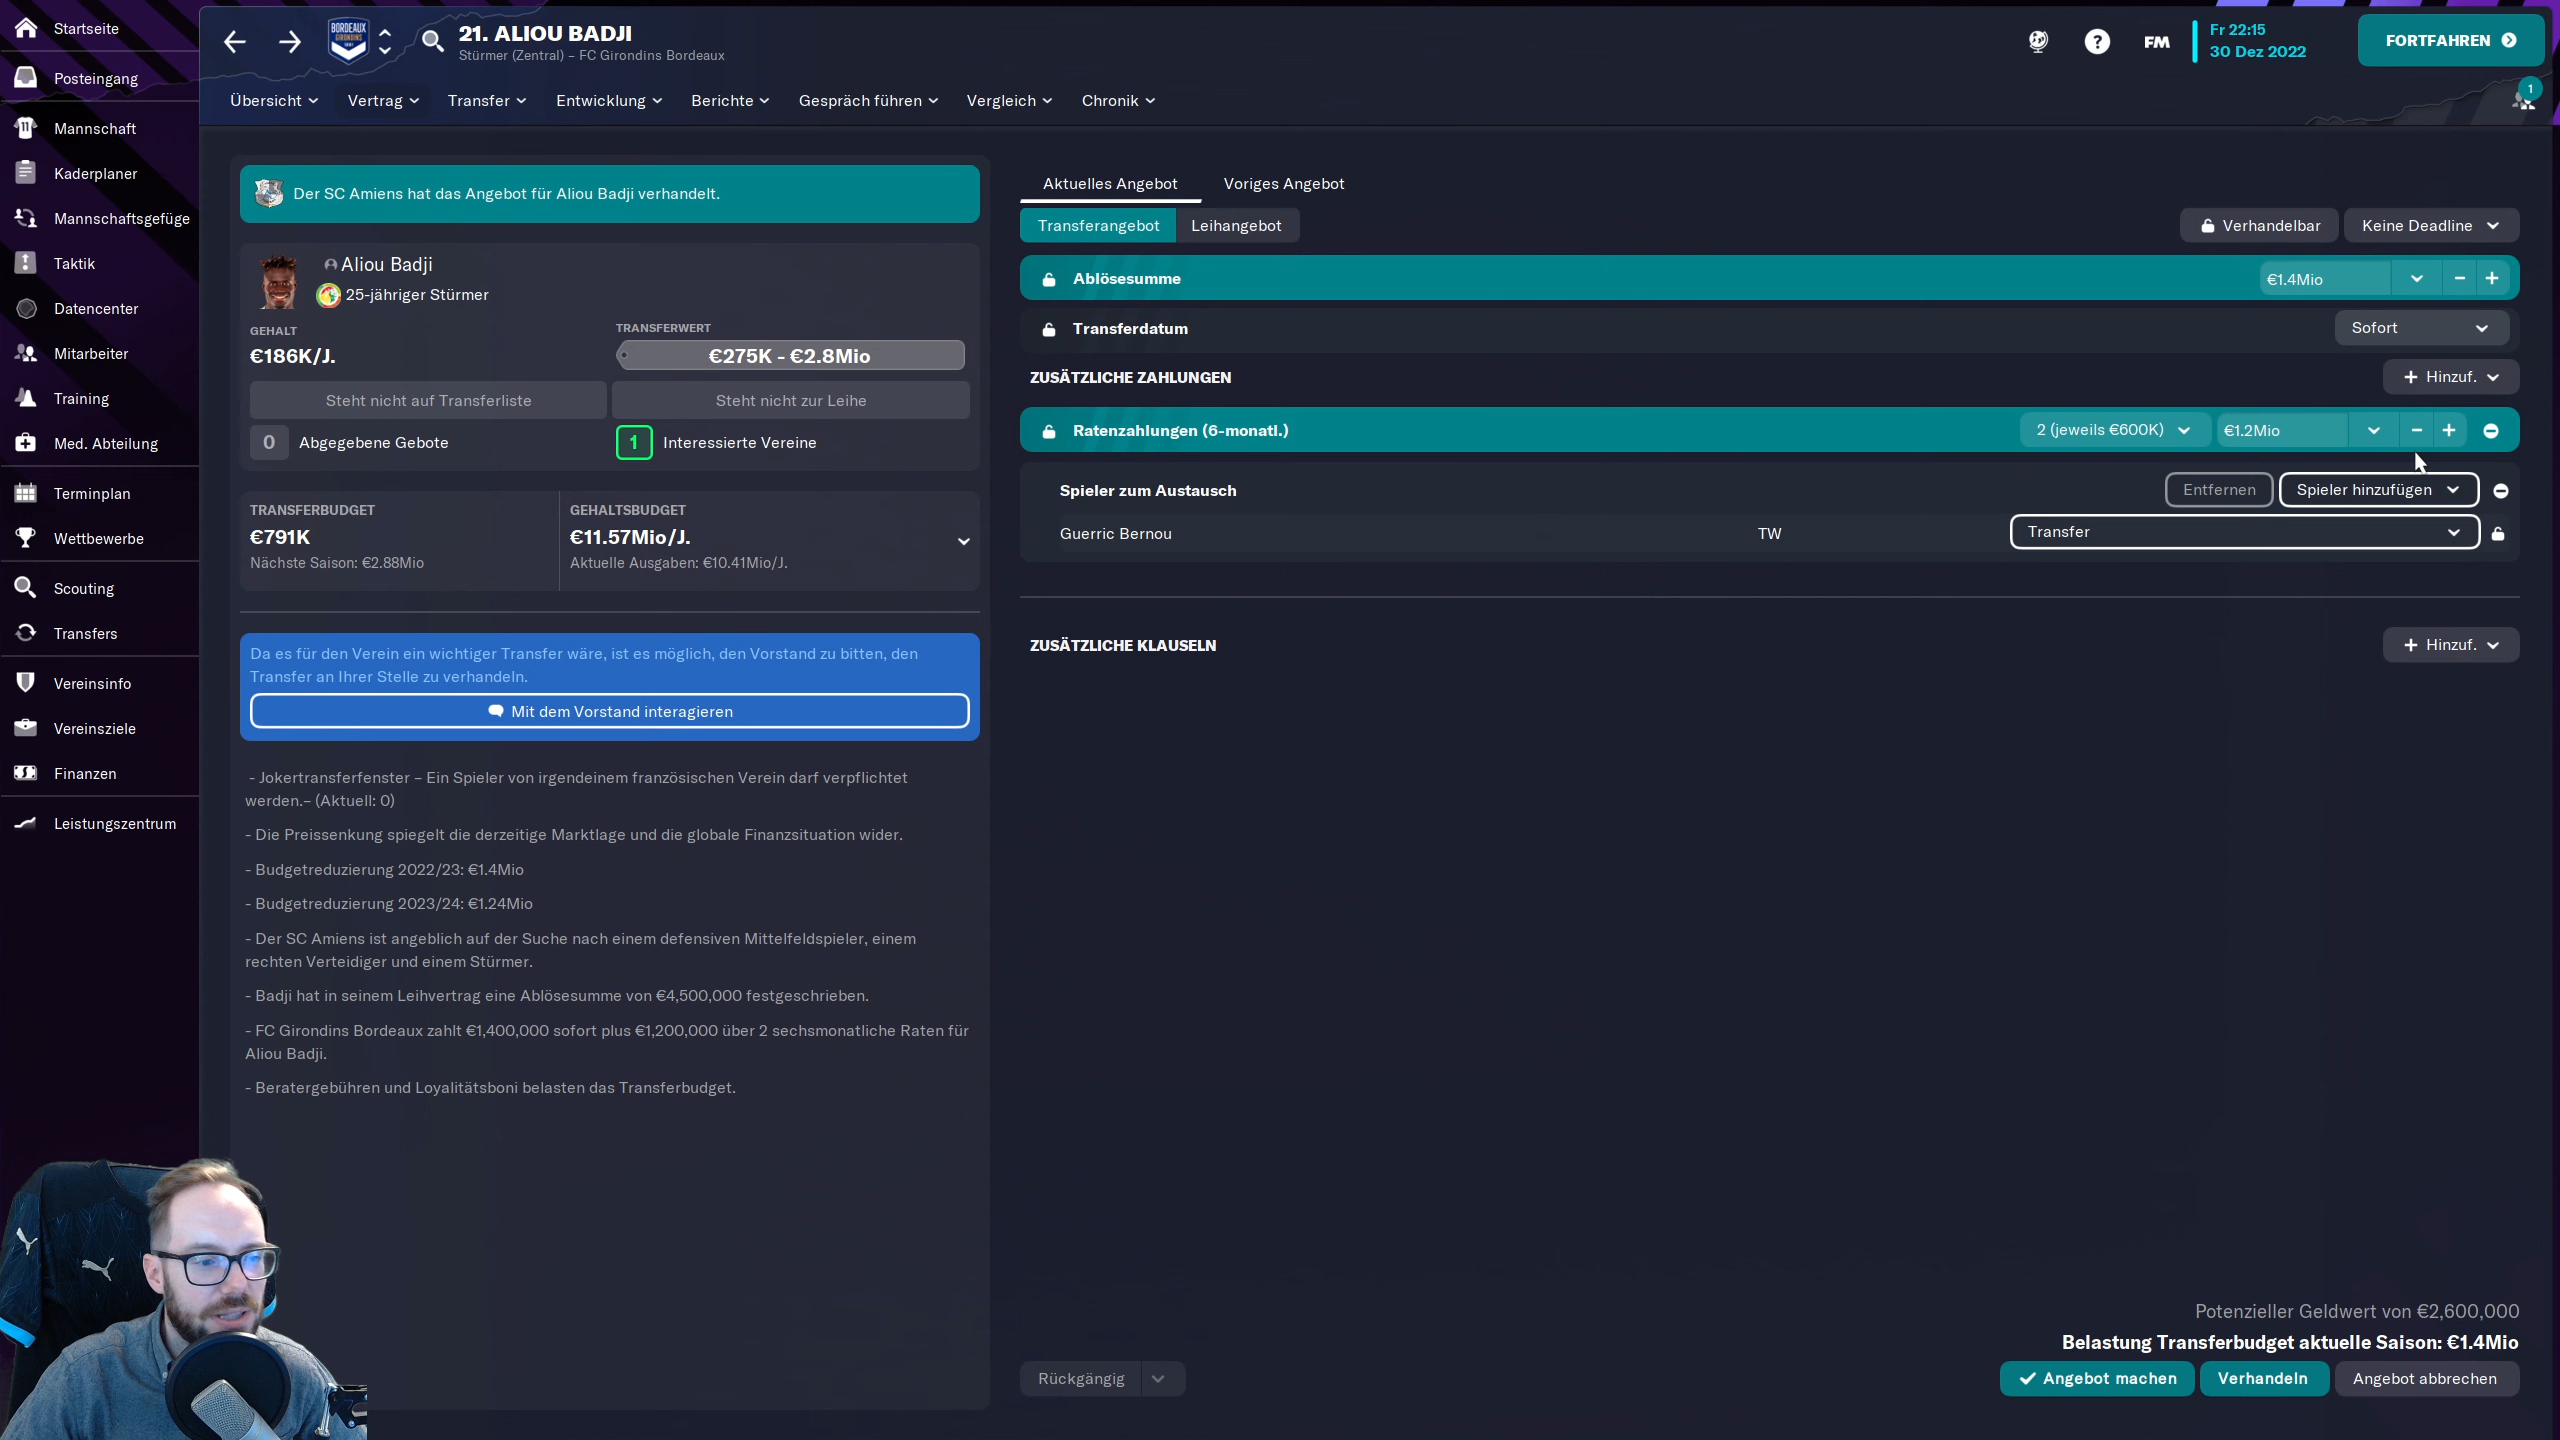 Startseite
Posteingang
Mannschaft
Kaderplaner
Mannschaftsgefüge
Taktik
Datencenter
Mitarbeiter
Training
Med. Abteilung
Terminplan
Wettbewerbe
Scouting
Transfers
Vereinsinfo
Vereinsziele
Finanzen
Leistungszentrum
BORDEAUX
GIRONDINS
21. ALIOU BADJI
Stürmer (Zentral) – FC Girondins Bordeaux
?
FM
Fr 22:15
30 Dez 2022
FORTFAHREN
Übersicht
Vertrag
Transfer
Entwicklung
Berichte
Gespräch führen
Vergleich
Chronik
1
Der SC Amiens hat das Angebot für Aliou Badji verhandelt.
Aliou Badji
25-jähriger Stürmer
GEHALT
TRANSFERWERT
€186K/J.
€275K - €2.8Mio
Steht nicht auf Transferliste
Steht nicht zur Leihe
0 Abgegebene Gebote
1 Interessierte Vereine
TRANSFERBUDGET
GEHALTSBUDGET
€791K
€11.57Mio/J.
Nächste Saison: €2.88Mio
Aktuelle Ausgaben: €10.41Mio/J.
Da es für den Verein ein wichtiger Transfer wäre, ist es möglich, den Vorstand zu bitten, den
Transfer an Ihrer Stelle zu verhandeln.
Mit dem Vorstand interagieren
- Jokertransferfenster – Ein Spieler von irgendeinem französischen Verein darf verpflichtet
werden.– (Aktuell: 0)
- Die Preissenkung spiegelt die derzeitige Marktlage und die globale Finanzsituation wider.
- Budgetreduzierung 2022/23: €1.4Mio
- Budgetreduzierung 2023/24: €1.24Mio
- Der SC Amiens ist angeblich auf der Suche nach einem defensiven Mittelfeldspieler, einem
rechten Verteidiger und einem Stürmer.
- Badji hat in seinem Leihvertrag eine Ablösesumme von €4,500,000 festgeschrieben.
- FC Girondins Bordeaux zahlt €1,400,000 sofort plus €1,200,000 über 2 sechsmonatliche Raten für
Aliou Badji.
- Beratergebühren und Loyalitätsboni belasten das Transferbudget.
Aktuelles Angebot
Voriges Angebot
Transferangebot
Leihangebot
Verhandelbar
Keine Deadline
Ablösesumme
€1.4Mio
Transferdatum
Sofort
ZUSÄTZLICHE ZAHLUNGEN
Hinzuf.
Ratenzahlungen (6-monatl.)
2 (jeweils €600K)
€1.2Mio
Spieler zum Austausch
Entfernen
Spieler hinzufügen
Guerric Bernou
TW
Transfer
ZUSÄTZLICHE KLAUSELN
Hinzuf.
Potenzieller Geldwert von €2,600,000
Belastung Transferbudget aktuelle Saison: €1.4Mio
Rückgängig
Angebot machen
Verhandeln
Angebot abbrechen